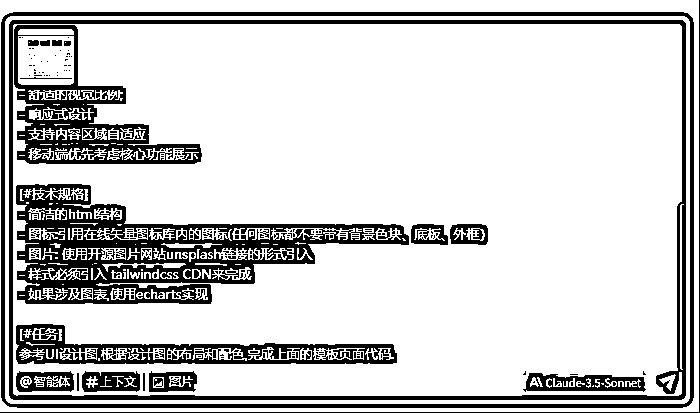 - 舒适的视觉比例;
- 响应式设计
- 支持内容区域自适应
- 移动端优先考虑核心功能展示
[#技术规格]
- 简洁的html结构
- 图标:引用在线矢量图标库内的图标(任何图标都不要带有背景色块、底板、外框)
- 图片: 使用开源图片网站unsplash链接的形式引入
- 样式必须引入 tailwindcss CDN来完成
- 如果涉及图表,使用echarts实现
[#任务]
参考UI设计图,根据设计图的布局和配色,完成上面的模板页面代码.
@ 智能体 | # 上下文 | 图片 Claude-3.5-Sonnet